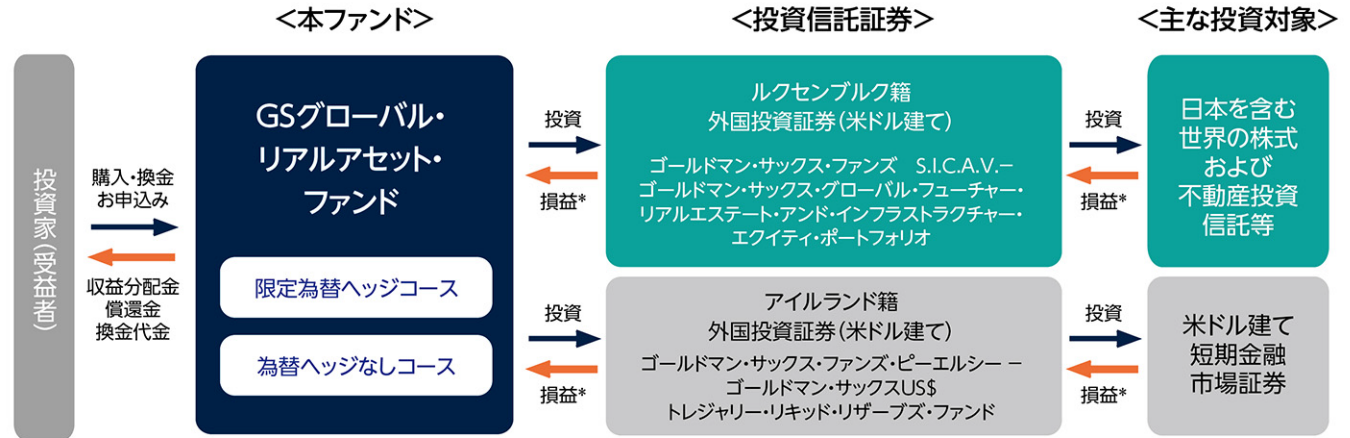 <本ファンド>
<投資信託証券>
<主な投資対象>
投資家(受益者)
購入・換金
お申込み
収益分配金
償還金
換金代金
GSグローバル・
リアルアセット・
ファンド
限定為替ヘッジコース
為替ヘッジなしコース
投資
損益*
投資
損益*
ルクセンブルク籍
外国投資証券(米ドル建て)
ゴールドマン・サックス・ファンズ S.I.C.A.V.–
ゴールドマン・サックス・グローバル・フューチャー・
リアルエステート・アンド・インフラストラクチャー・
エクイティ・ポートフォリオ
アイルランド籍
外国投資証券(米ドル建て)
ゴールドマン・サックス・ファンズ・ピーエルシー –
ゴールドマン・サックスUS$
トレジャリー・リキッド・リザーブズ・ファンド
投資
損益*
投資
損益*
日本を含む
世界の株式
および
不動産投資
信託等
米ドル建て
短期金融
市場証券